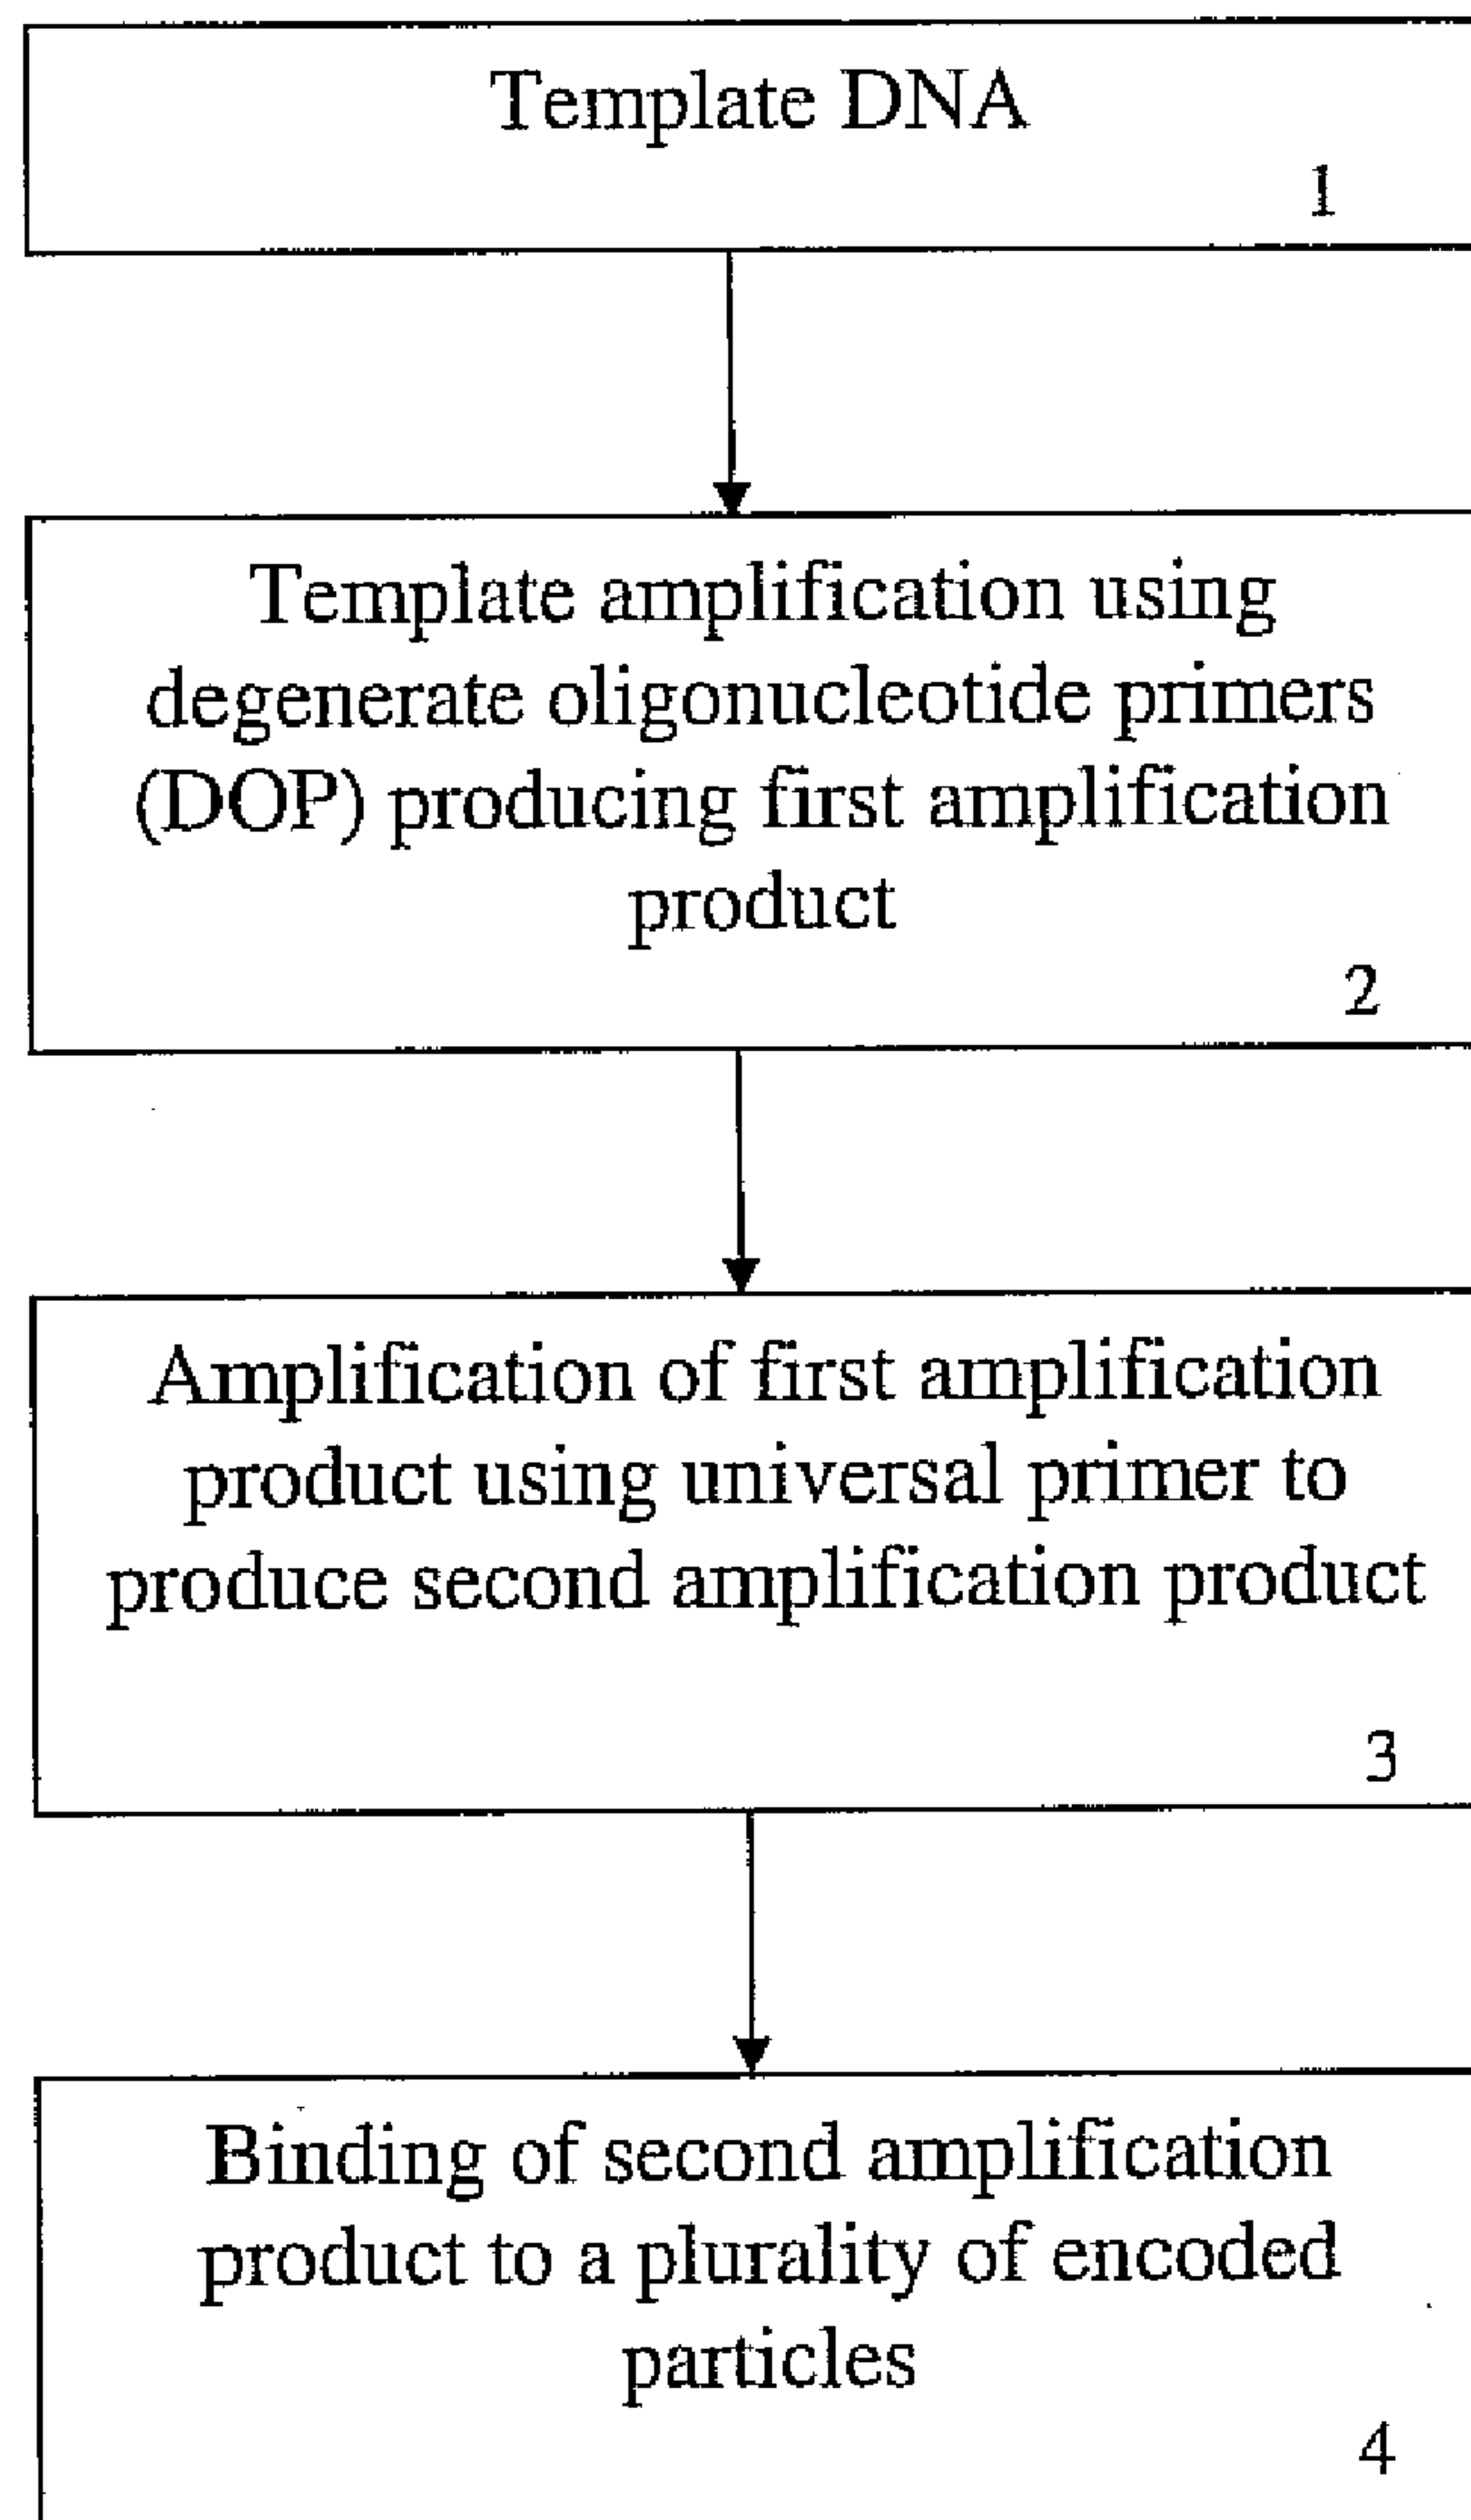 Template DNA
1
Template amplification using
degenerate oligonucleotide primers
(DOP) producing first amplification
product
2
Amplification of first amplification
product using universal primer to
produce second amplification product
3
Binding of second amplification
product to a plurality of encoded
particles
4